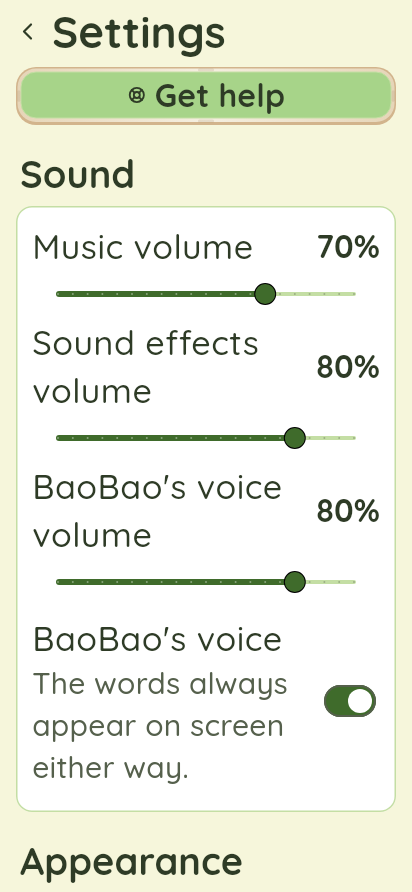 Settings
Get help
Sound
Music volume 70%
Sound effects
volume 80%
BaoBao's voice
volume 80%
BaoBao's voice
The words always
appear on screen
either way.
Appearance